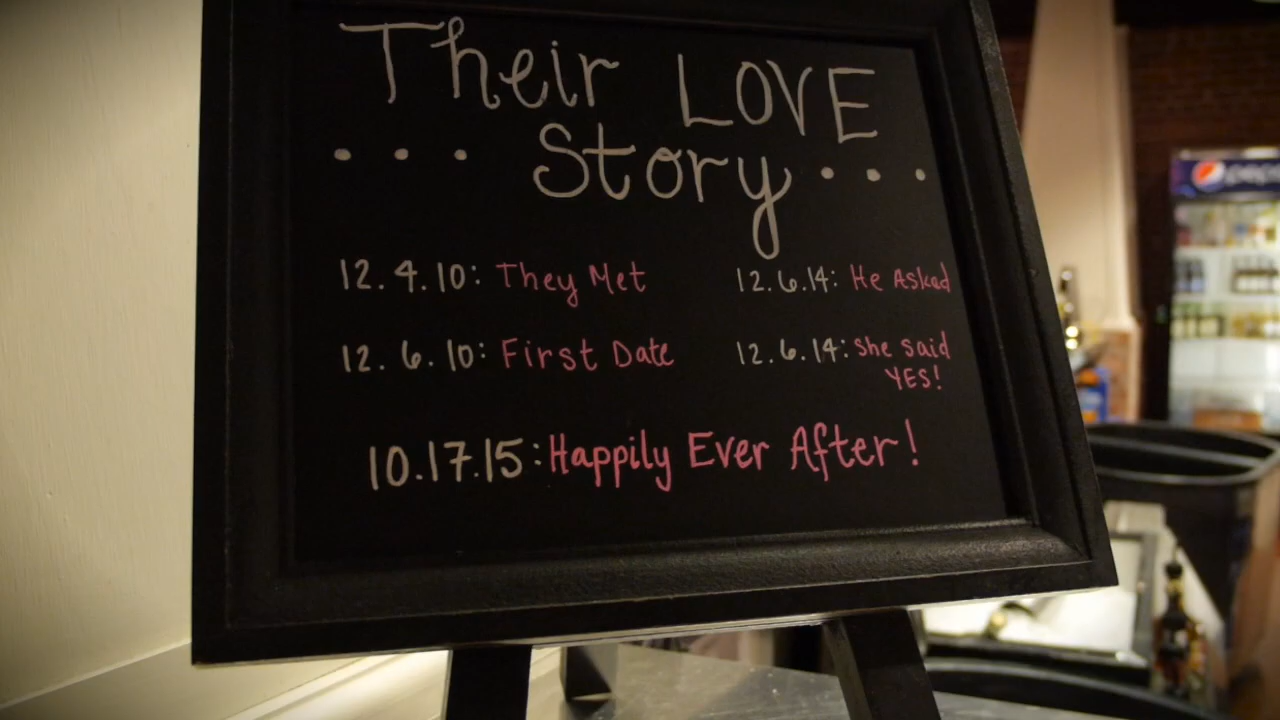 Their LOVE
... Story ...
12.4.10: They Met
12.6.14: He Asked
12.6.10: First Date
12.6.14: she said
YES!
10.17.15: Happily Ever After!
pepsi